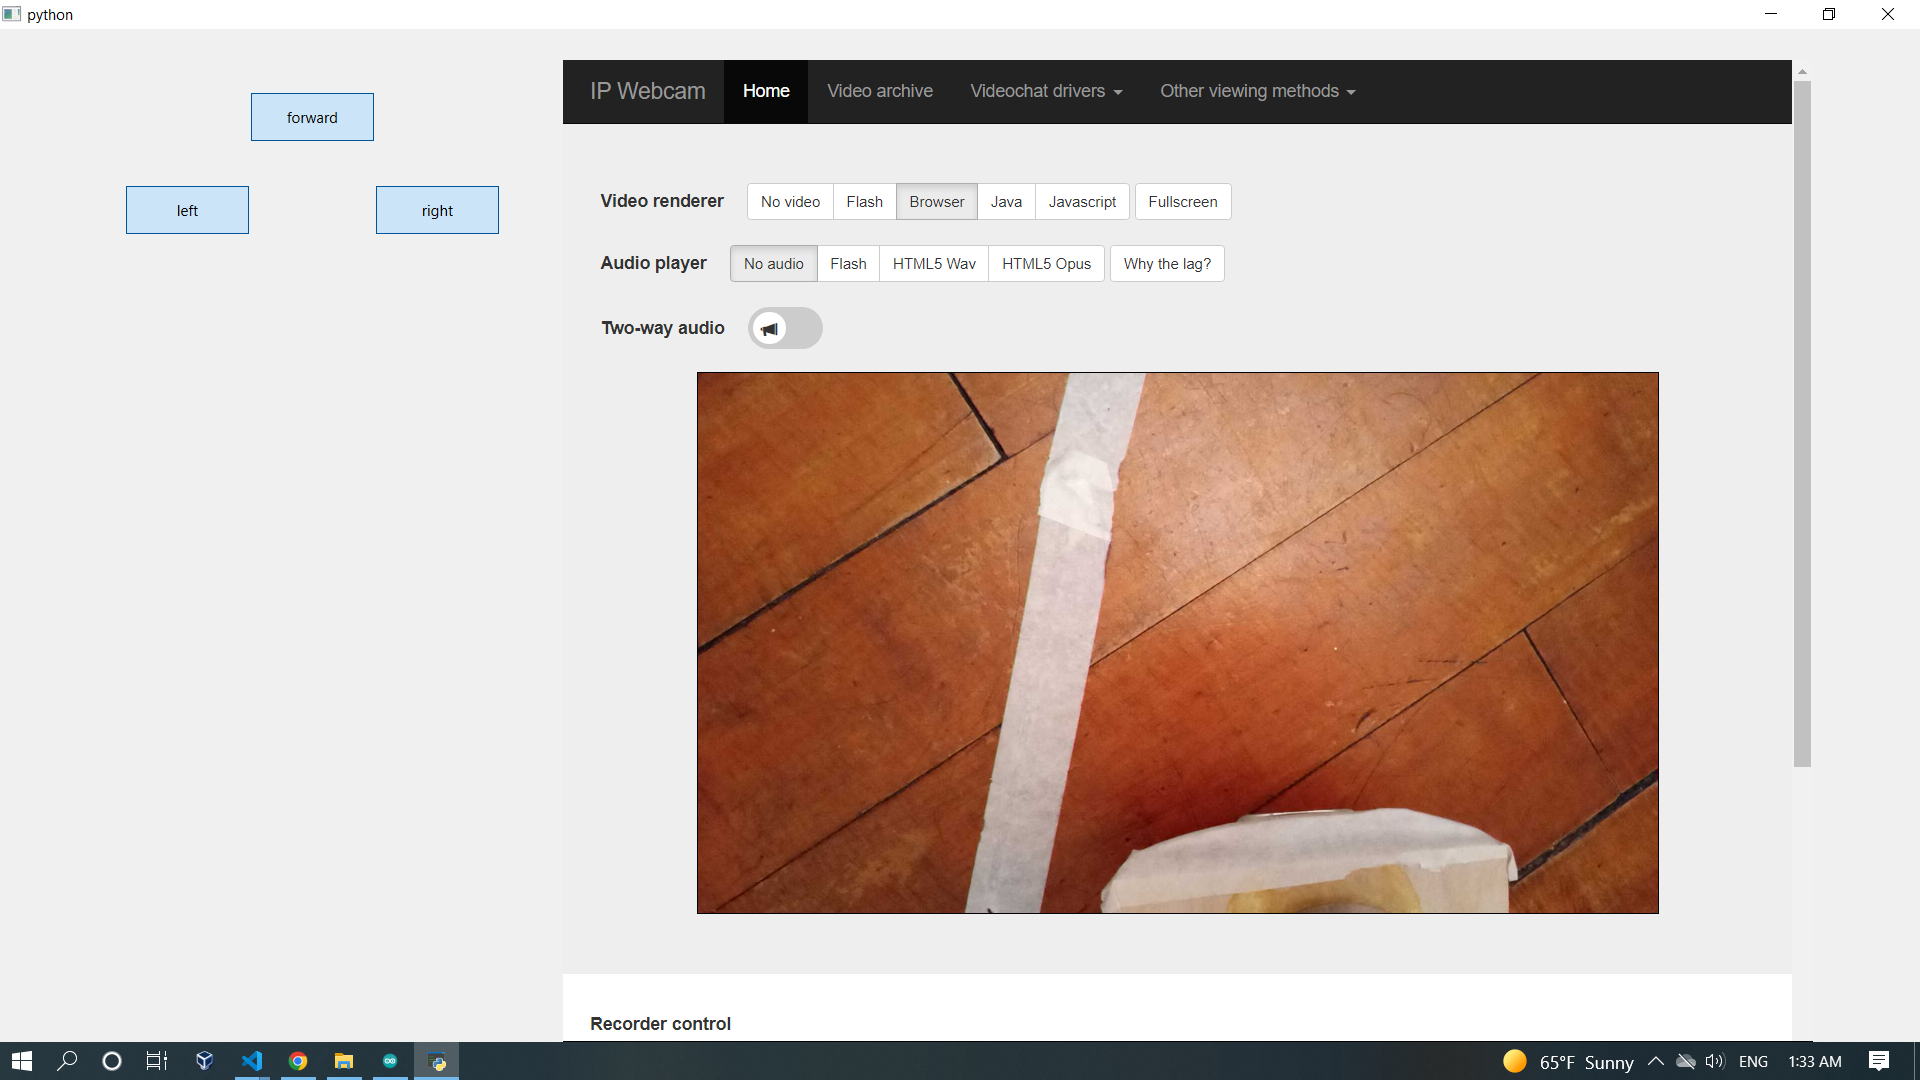 python
forward
left
right
IP Webcam Home Video archive Videochat drivers Other viewing methods
Video renderer No video Flash Browser Java Javascript Fullscreen
Audio player No audio Flash HTML5 Wav HTML5 Opus Why the lag?
Two-way audio
Recorder control
65°F Sunny ENG 1:33 AM